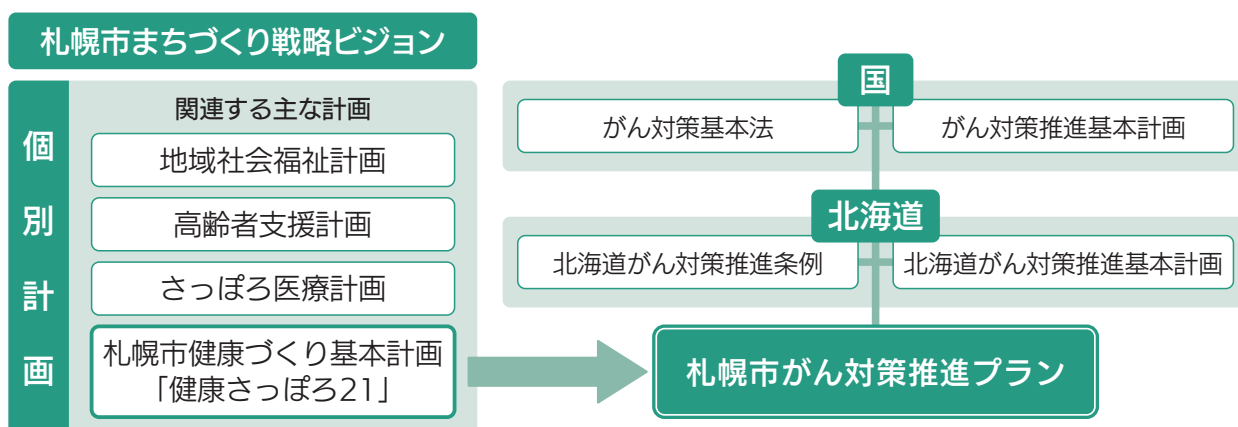 札幌市まちづくり戦略ビジョン
個別計画
関連する主な計画
地域社会福祉計画
高齢者支援計画
さっぽろ医療計画
札幌市健康づくり基本計画
「健康さっぽろ21」
国
がん対策基本法
がん対策推進基本計画
北海道
北海道がん対策推進条例
北海道がん対策推進基本計画
札幌市がん対策推進プラン